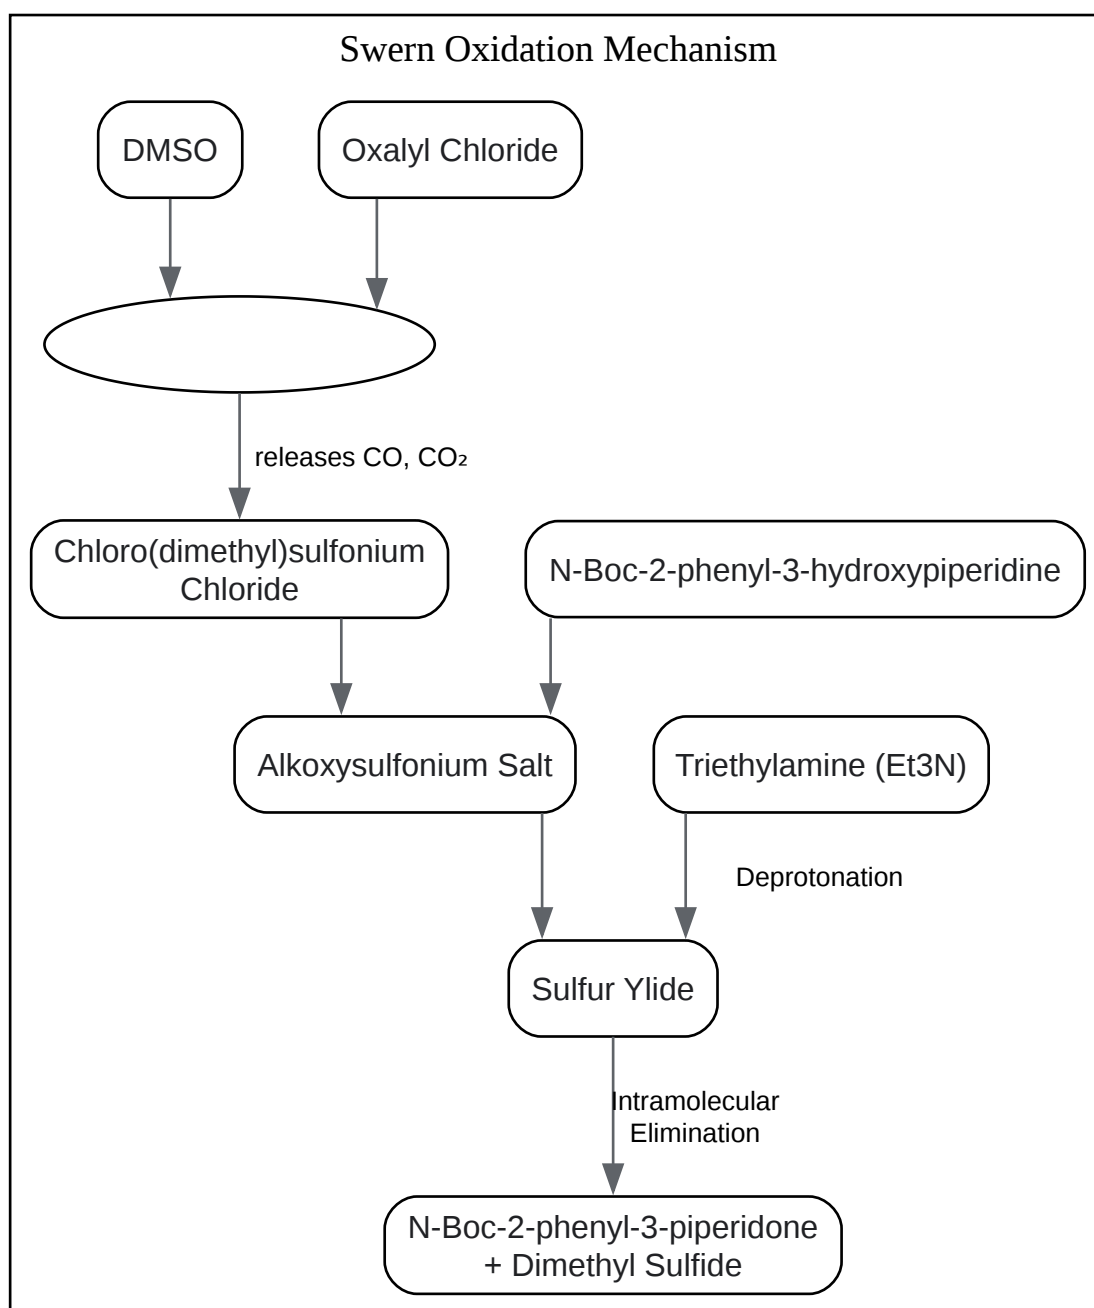 Swern Oxidation Mechanism
DMSO
Oxalyl Chloride
releases CO, CO₂
Chloro(dimethyl)sulfonium
Chloride
N-Boc-2-phenyl-3-hydroxypiperidine
Alkoxysulfonium Salt
Triethylamine (Et3N)
Deprotonation
Sulfur Ylide
Intramolecular
Elimination
N-Boc-2-phenyl-3-piperidone
+ Dimethyl Sulfide